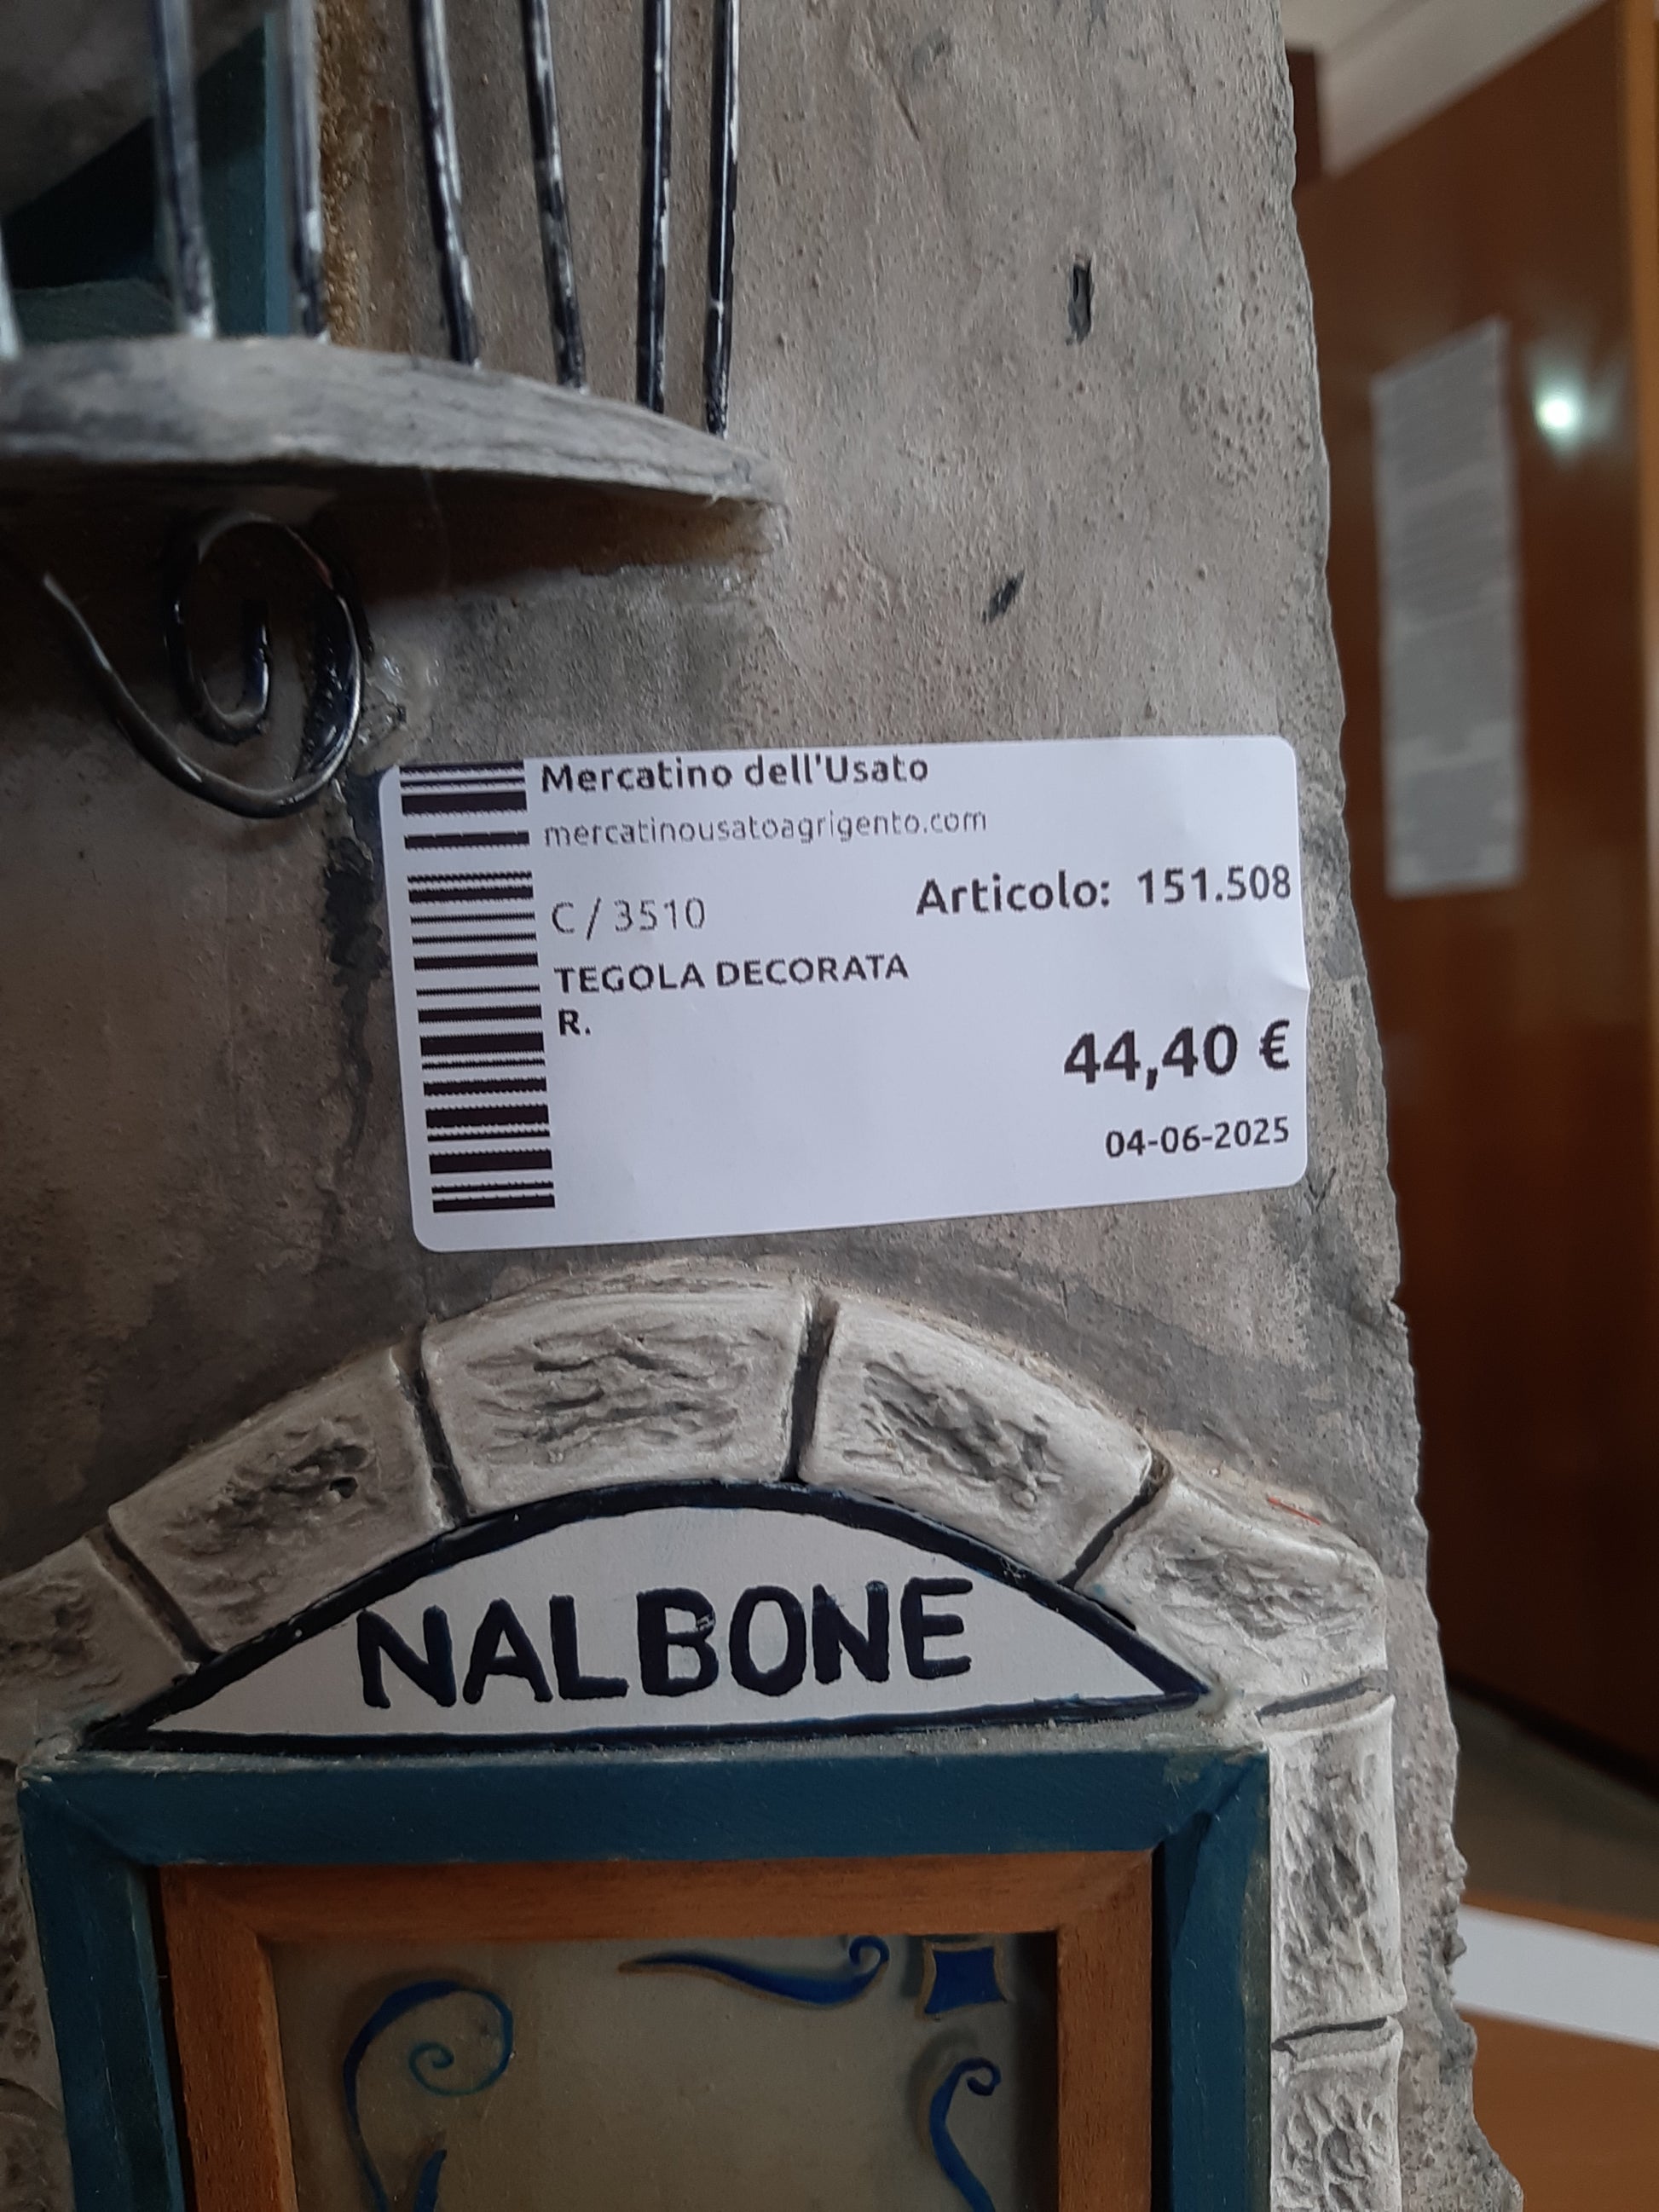 Mercatino dell'Usato
mercatinousatoagrigento.com
C / 3510 Articolo: 151.508
TEGOLA DECORATA
R.
44,40 €
04-06-2025
NALBONE